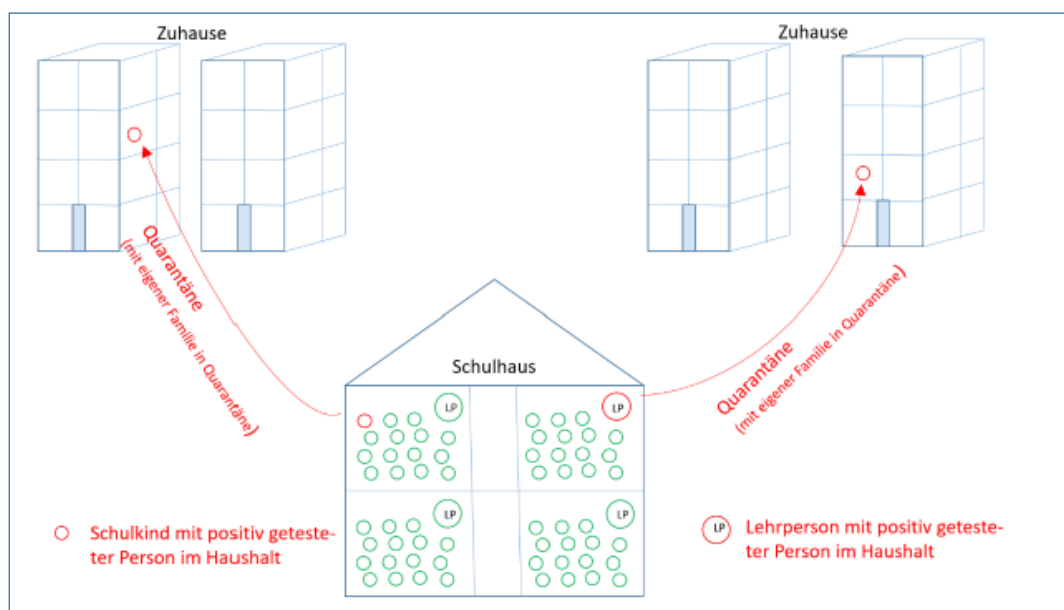 Zuhause
Zuhause
Quarantäne
(mit eigener Familie in Quarantäne)
Quarantäne
(mit eigener Familie in Quarantäne)
Schulhaus
LP
LP
LP
LP
Schulkind mit positiv geteste-
ter Person im Haushalt
LP
Lehrperson mit positiv geteste-
ter Person im Haushalt